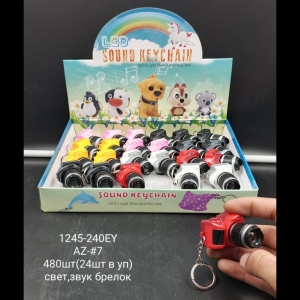 LED
SOUND KEYCHAIN
SOUND KEYCHAIN
1245-240EY
AZ-#7
480шт(24шт в уп)
свет,звук брелок